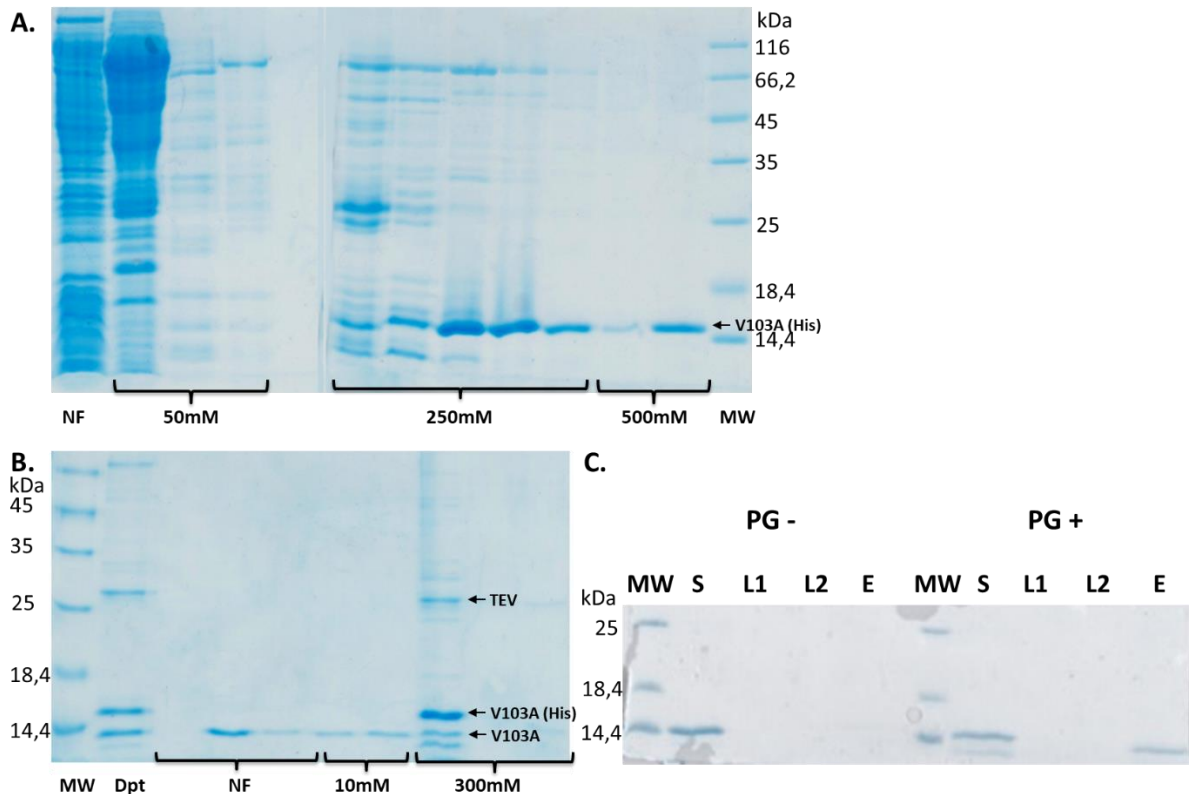 A.
kDa
116
66,2
45
35
25
18,4
← V103A (His)
14,4
NF 50mM 250mM 500mM MW
B.
kDa
45
35
25
18,4
14,4
← TEV
← V103A (His)
← V103A
MW Dpt NF 10mM 300mM
C.
PG - PG +
MW S L1 L2 E MW S L1 L2 E
kDa
25
18,4
14,4